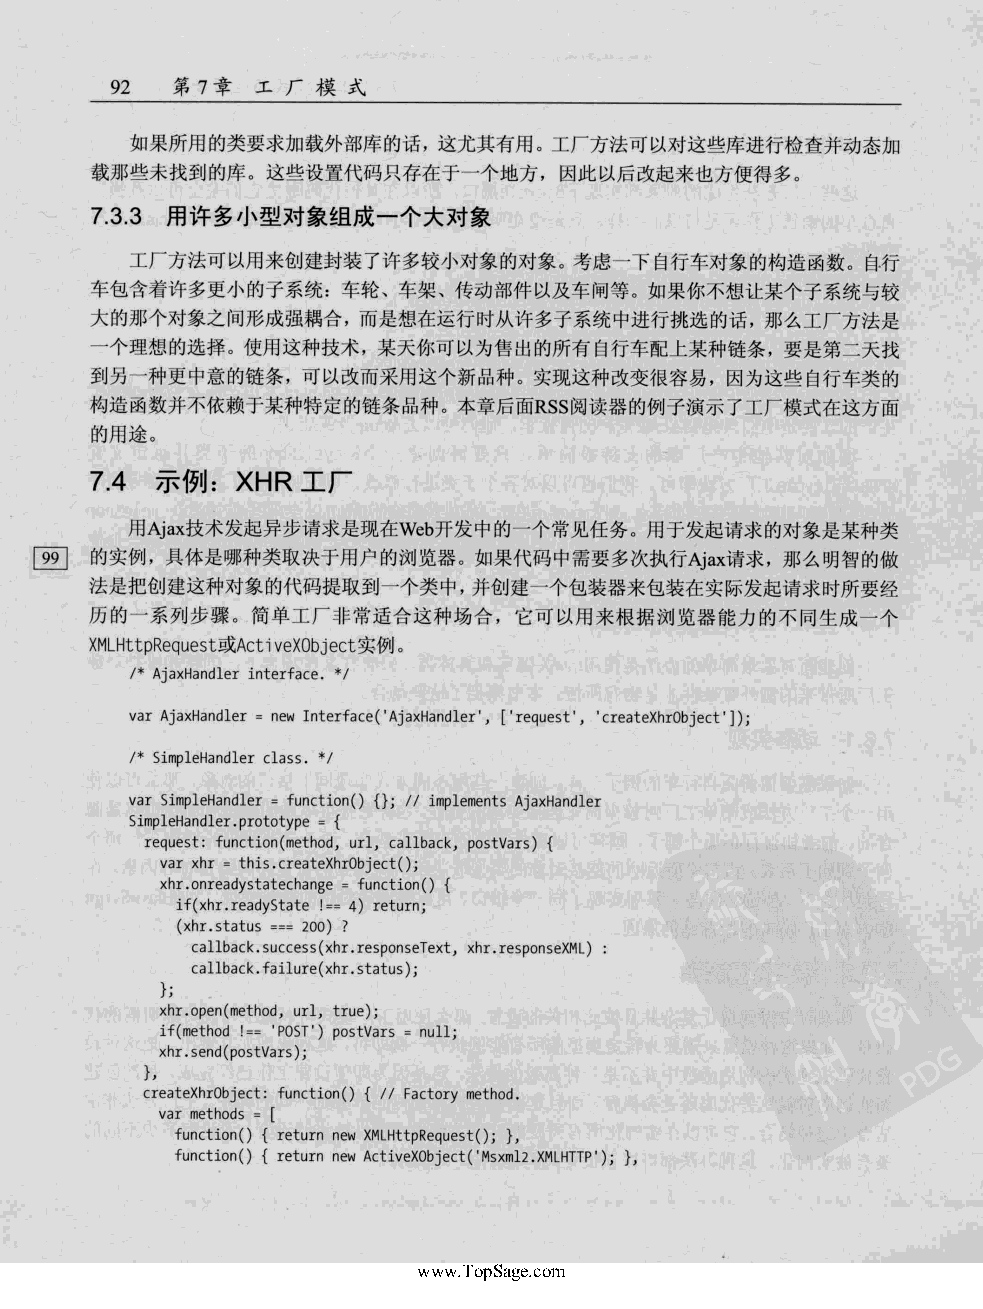 92 第7章 工厂模式
如果所用的类要求加载外部库的话，这尤其有用。工厂方法可以对这些库进行检查并动态加
载那些未找到的库。这些设置代码只存在于一个地方，因此以后改起来也方便得多。
7.3.3 用许多小型对象组成一个大对象
工厂方法可以用来创建封装了许多较小对象的对象。考虑一下自行车对象的构造函数。自行
车包含着许多更小的子系统：车轮、车架、传动部件以及车闸等。如果你不想让某个子系统与较
大的那个对象之间形成强耦合，而是想在运行时从许多子系统中进行挑选的话，那么工厂方法是
一个理想的选择。使用这种技术，某天你可以为售出的所有自行车配上某种链条，要是第二天找
到另一种更中意的链条，可以改而采用这个新品种。实现这种改变很容易，因为这些自行车类的
构造函数并不依赖于某种特定的链条品种。本章后面RSS阅读器的例子演示了工厂模式在这方面
的用途。
7.4 示例：XHR 工厂
用Ajax技术发起异步请求是现在Web开发中的一个常见任务。用于发起请求的对象是某种类
99
的实例，具体是哪种类取决于用户的浏览器。如果代码中需要多次执行Ajax请求，那么明智的做
法是把创建这种对象的代码提取到一个类中，并创建一个包装器来包装在实际发起请求时所要经
历的一系列步骤。简单工厂非常适合这种场合，它可以用来根据浏览器能力的不同生成一个
XMLHttpRequest或ActiveXObject实例。
/* AjaxHandler interface. */
var AjaxHandler = new Interface('AjaxHandler', ['request', 'createXhrObject']);
/* SimpleHandler class. */
var SimpleHandler = function() {}; // implements AjaxHandler
SimpleHandler.prototype = {
request: function(method, url, callback, postVars) {
var xhr = this.createXhrObject();
xhr.onreadystatechange = function() {
if(xhr.readyState !== 4) return;
(xhr.status === 200) ?
callback.success(xhr.responseText, xhr.responseXML) :
callback.failure(xhr.status);
};
xhr.open(method, url, true);
if(method !== 'POST') postVars = null;
xhr.send(postVars);
},
createXhrObject: function() { // Factory method.
var methods = [
function() { return new XMLHttpRequest(); },
function() { return new ActiveXObject('Msxml2.XMLHTTP'); },
PDG
www.TopSage.com